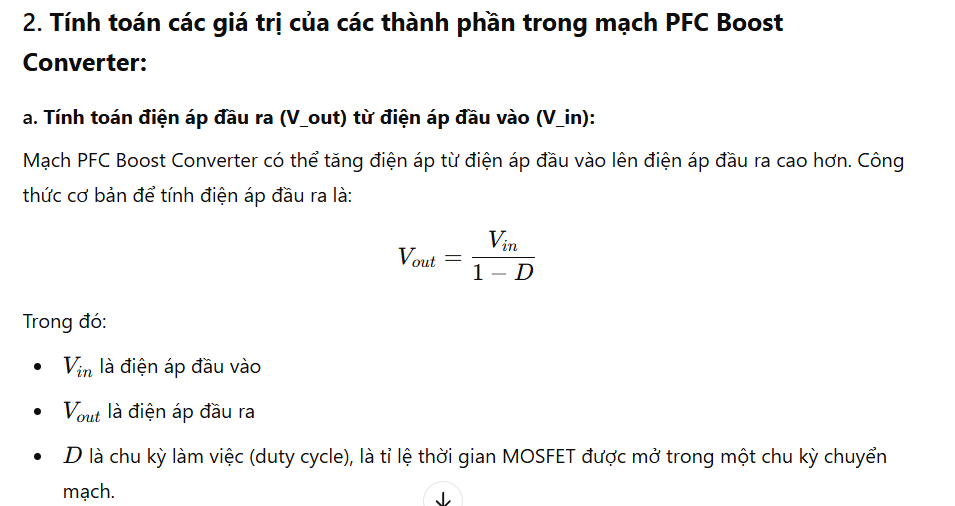 2. Tính toán các giá trị của các thành phần trong mạch PFC Boost
Converter:
a. Tính toán điện áp đầu ra (V_out) từ điện áp đầu vào (V_in):
Mạch PFC Boost Converter có thể tăng điện áp từ điện áp đầu vào lên điện áp đầu ra cao hơn. Công
thức cơ bản để tính điện áp đầu ra là:
V_{out} = \frac{V_{in}}{1 - D}
Trong đó:
• V_{in} là điện áp đầu vào
• V_{out} là điện áp đầu ra
• D là chu kỳ làm việc (duty cycle), là tỉ lệ thời gian MOSFET được mở trong một chu kỳ chuyển
mạch.